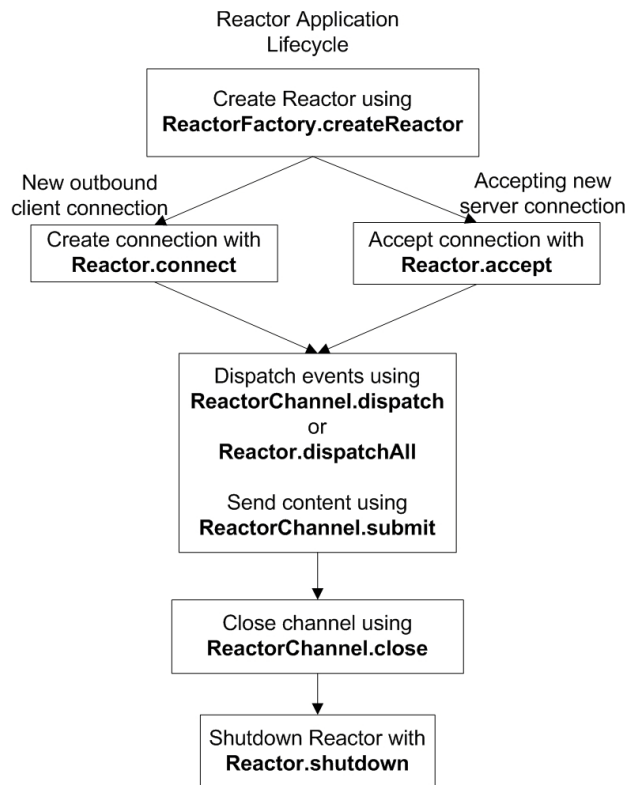 Reactor Application
Lifecycle
Create Reactor using
ReactorFactory.createReactor
New outbound
client connection
Accepting new
server connection
Create connection with
Reactor.connect
Accept connection with
Reactor.accept
Dispatch events using
ReactorChannel.dispatch
or
Reactor.dispatchAll
Send content using
ReactorChannel.submit
Close channel using
ReactorChannel.close
Shutdown Reactor with
Reactor.shutdown